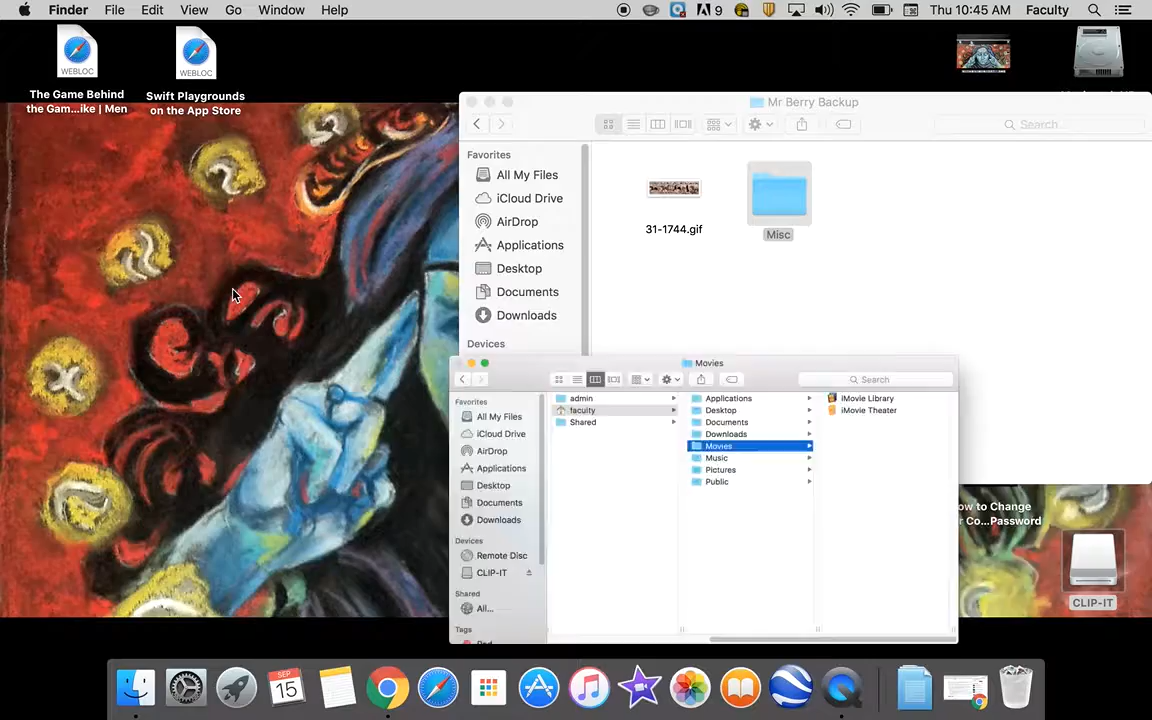 Finder File Edit View Go Window Help
9
Thu 10:45 AM Faculty
WEBLOC
The Game Behind
the Gam...ike | Men
WEBLOC
Swift Playgrounds
on the App Store
Mr Berry Backup
Search
Favorites
All My Files
iCloud Drive
AirDrop
Applications
Desktop
Documents
Downloads
Devices
31-1744.gif
Misc
Movies
Search
Favorites
All My Files
iCloud Drive
AirDrop
Applications
Desktop
Documents
Downloads
Devices
Remote Disc
CLIP-IT
Shared
All...
Tags
admin
faculty
Shared
Applications
Desktop
Documents
Downloads
Movies
Music
Pictures
Public
iMovie Library
iMovie Theater
ow to Change
r Co...Password
CLIP-IT
SEP
15